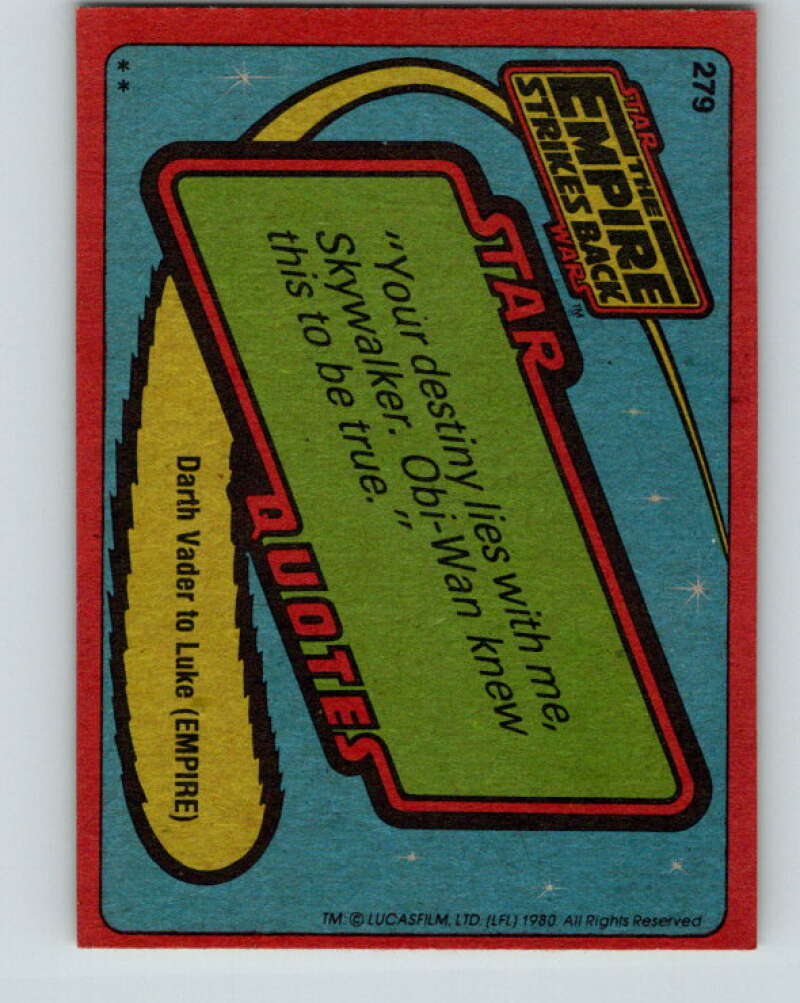 279
STAR
THE
EMPIRE
STRIKES BACK
WARS
TM
STAR
"Your destiny lies with me,
Skywalker. Obi-Wan knew
this to be true."
QUOTES
Darth Vader to Luke (EMPIRE)
**
TM: © LUCASFILM, LTD. (LFL) 1980. All Rights Reserved